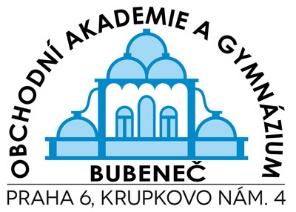 OBCHODNÍ AKADEMIE A GYMNÁZIUM
BUBENEČ
PRAHA 6, KRUPKOVO NÁM. 4